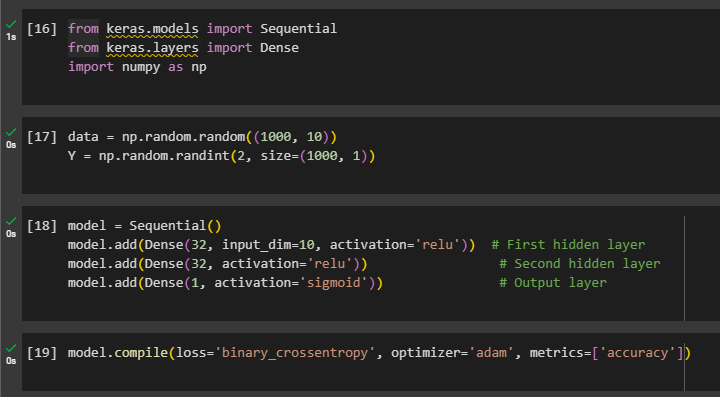 [16] from keras.models import Sequential
1s
from keras.layers import Dense
import numpy as np
[17] data = np.random.random((1000, 10))
0s
Y = np.random.randint(2, size=(1000, 1))
[18] model = Sequential()
0s
model.add(Dense(32, input_dim=10, activation='relu'))  # First hidden layer
model.add(Dense(32, activation='relu'))                 # Second hidden layer
model.add(Dense(1, activation='sigmoid'))               # Output layer
[19] model.compile(loss='binary_crossentropy', optimizer='adam', metrics=['accuracy'])
0s